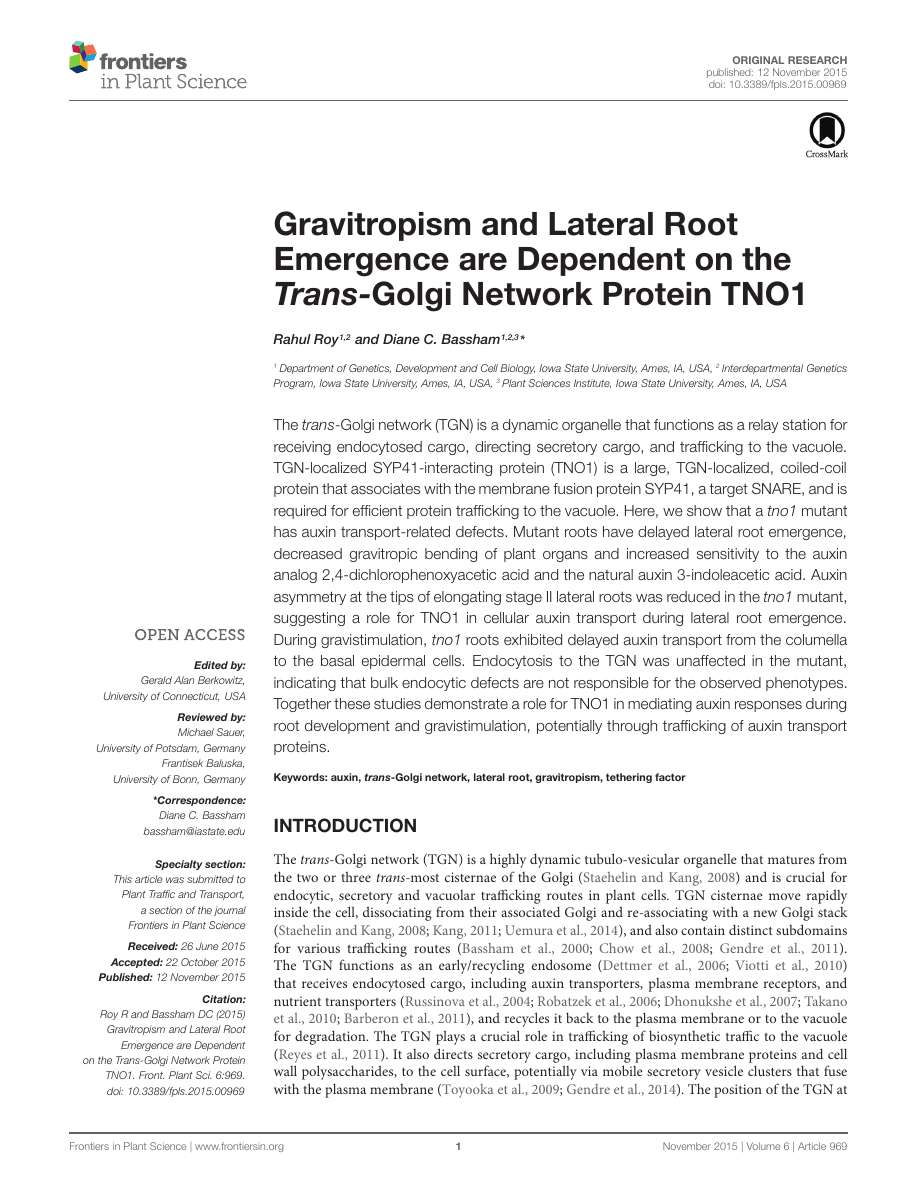 frontiers
in Plant Science
ORIGINAL RESEARCH
published: 12 November 2015
doi: 10.3389/fpls.2015.00969
CrossMark
Gravitropism and Lateral Root
Emergence are Dependent on the
Trans-Golgi Network Protein TNO1
Rahul Roy1,2 and Diane C. Bassham1,2,3*
1 Department of Genetics, Development and Cell Biology, Iowa State University, Ames, IA, USA, 2 Interdepartmental Genetics
Program, Iowa State University, Ames, IA, USA, 3 Plant Sciences Institute, Iowa State University, Ames, IA, USA
The trans-Golgi network (TGN) is a dynamic organelle that functions as a relay station for
receiving endocytosed cargo, directing secretory cargo, and trafficking to the vacuole.
TGN-localized SYP41-interacting protein (TNO1) is a large, TGN-localized, coiled-coil
protein that associates with the membrane fusion protein SYP41, a target SNARE, and is
required for efficient protein trafficking to the vacuole. Here, we show that a tno1 mutant
has auxin transport-related defects. Mutant roots have delayed lateral root emergence,
decreased gravitropic bending of plant organs and increased sensitivity to the auxin
analog 2,4-dichlorophenoxyacetic acid and the natural auxin 3-indoleacetic acid. Auxin
asymmetry at the tips of elongating stage II lateral roots was reduced in the tno1 mutant,
suggesting a role for TNO1 in cellular auxin transport during lateral root emergence.
During gravistimulation, tno1 roots exhibited delayed auxin transport from the columella
to the basal epidermal cells. Endocytosis to the TGN was unaffected in the mutant,
indicating that bulk endocytic defects are not responsible for the observed phenotypes.
Together these studies demonstrate a role for TNO1 in mediating auxin responses during
root development and gravistimulation, potentially through trafficking of auxin transport
proteins.
Keywords: auxin, trans-Golgi network, lateral root, gravitropism, tethering factor
OPEN ACCESS
Edited by:
Gerald Alan Berkowitz,
University of Connecticut, USA
Reviewed by:
Michael Sauer,
University of Potsdam, Germany
Frantisek Baluska,
University of Bonn, Germany
*Correspondence:
Diane C. Bassham
bassham@iastate.edu
Specialty section:
This article was submitted to
Plant Traffic and Transport,
a section of the journal
Frontiers in Plant Science
Received: 26 June 2015
Accepted: 22 October 2015
Published: 12 November 2015
Citation:
Roy R and Bassham DC (2015)
Gravitropism and Lateral Root
Emergence are Dependent
on the Trans-Golgi Network Protein
TNO1. Front. Plant Sci. 6:969.
doi: 10.3389/fpls.2015.00969
INTRODUCTION
The trans-Golgi network (TGN) is a highly dynamic tubulo-vesicular organelle that matures from
the two or three trans-most cisternae of the Golgi (Staehelin and Kang, 2008) and is crucial for
endocytic, secretory and vacuolar trafficking routes in plant cells. TGN cisternae move rapidly
inside the cell, dissociating from their associated Golgi and re-associating with a new Golgi stack
(Staehelin and Kang, 2008; Kang, 2011; Uemura et al., 2014), and also contain distinct subdomains
for various trafficking routes (Bassham et al., 2000; Chow et al., 2008; Gendre et al., 2011).
The TGN functions as an early/recycling endosome (Dettmer et al., 2006; Viotti et al., 2010)
that receives endocytosed cargo, including auxin transporters, plasma membrane receptors, and
nutrient transporters (Russinova et al., 2004; Robatzek et al., 2006; Dhonukshe et al., 2007; Takano
et al., 2010; Barberon et al., 2011), and recycles it back to the plasma membrane or to the vacuole
for degradation. The TGN plays a crucial role in trafficking of biosynthetic traffic to the vacuole
(Reyes et al., 2011). It also directs secretory cargo, including plasma membrane proteins and cell
wall polysaccharides, to the cell surface, potentially via mobile secretory vesicle clusters that fuse
with the plasma membrane (Toyooka et al., 2009; Gendre et al., 2014). The position of the TGN at
Frontiers in Plant Science | www.frontiersin.org
1
November 2015 | Volume 6 | Article 969